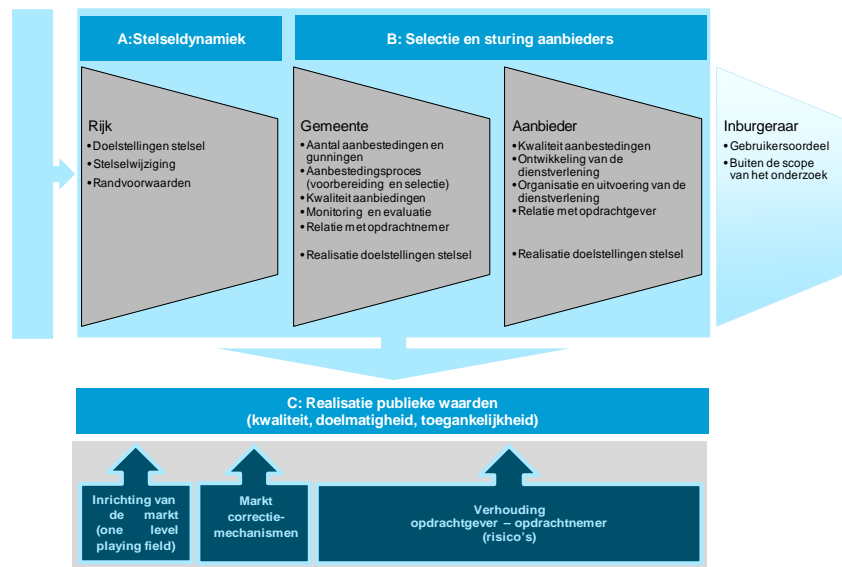 A:Stelseldynamiek
B: Selectie en sturing aanbieders
Rijk
•Doelstellingen stelsel
•Stelselwijziging
•Randvoorwaarden
Gemeente
•Aantal aanbestedingen en
gunningen
•Aanbestedingsproces
(voorbereiding en selectie)
•Kwaliteit aanbiedingen
•Monitoring en evaluatie
•Relatie met opdrachtnemer
•Realisatie doelstellingen stelsel
Aanbieder
•Kwaliteit aanbestedingen
•Ontwikkeling van de
dienstverlening
•Organisatie en uitvoering van de
dienstverlening
•Relatie met opdrachtgever
•Realisatie doelstellingen stelsel
Inburgeraar
•Gebruikersoordeel
•Buiten de scope
van het onderzoek
C: Realisatie publieke waarden
(kwaliteit, doelmatigheid, toegankelijkheid)
Inrichting van
de markt
(one level
playing field)
Markt
correctie-
mechanismen
Verhouding
opdrachtgever – opdrachtnemer
(risico's)